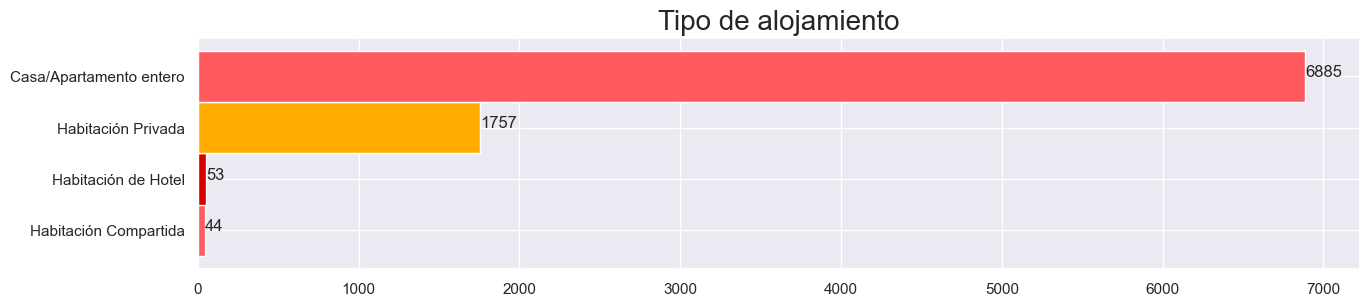 Tipo de alojamiento
Casa/Apartamento entero 6885
Habitación Privada 1757
Habitación de Hotel 53
Habitación Compartida 44
0 1000 2000 3000 4000 5000 6000 7000